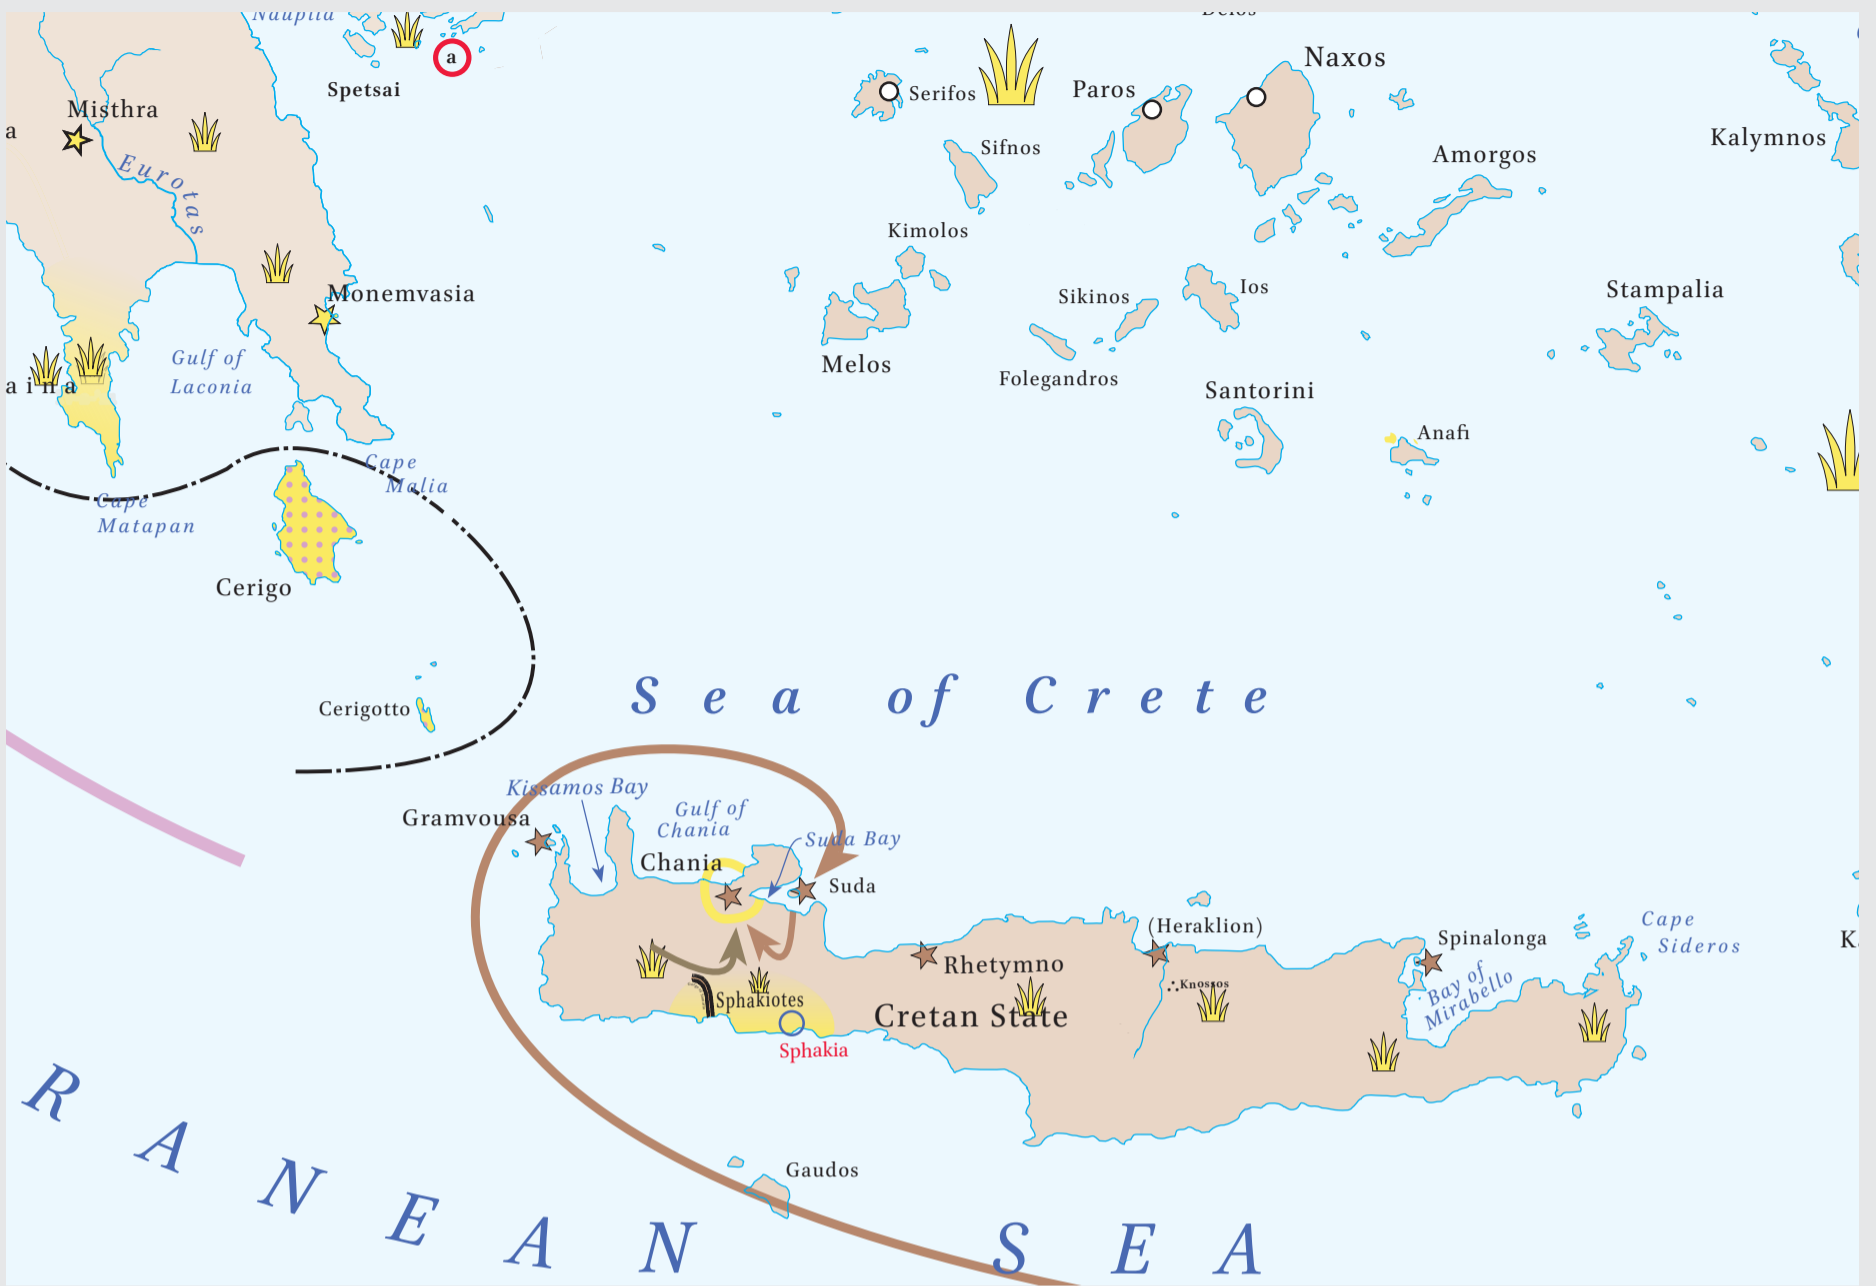 Nauplia
Delos
a
Spetsai
Naxos
Paros
Serifos
Misthra
a
Kalymnos
Sifnos
Amorgos
Eurotas
Kimolos
Monemvasia
Sikinos
Ios
Stampalia
Gulf of
Laconia
Melos
Folegandros
aina
Santorini
Anafi
Cape
Malia
Cape
Matapan
Cerigo
Sea of Crete
Cerigotto
Kissamos Bay
Gulf of
Chania
Gramvousa
Suda Bay
Chania
Suda
(Heraklion)
Cape
Sideros
Spinalonga
K
Rhetymno
Knossos
Bay of
Mirabello
Sphakiotes
Cretan State
Sphakia
Gaudos
RANEAN SEA